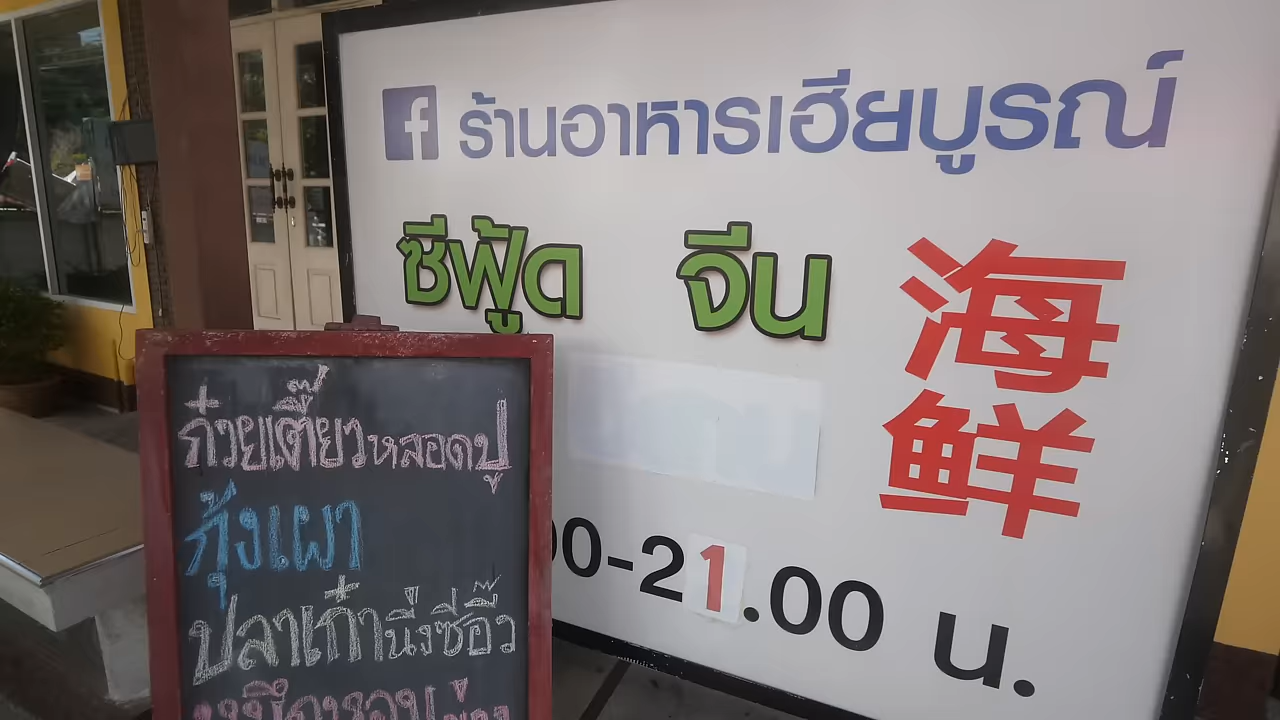 ร้านอาหารเฮียบูรณ์
ซีฟู้ด จีน
海鮮
00-21.00 น.
ก๋วยเตี๋ยวหลอดปู
กุ้งเผา
ปลาเก๋านึ่งซีอิ๊ว